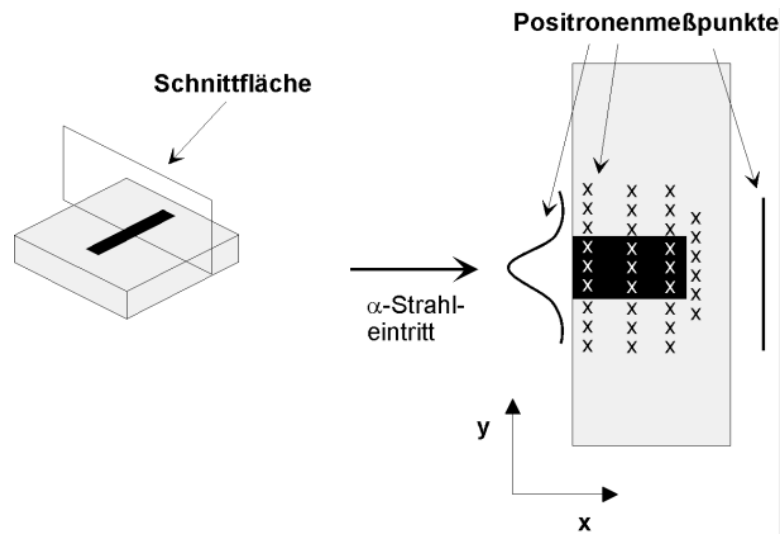 Positronenmeßpunkte
Schnittfläche
α-Strahl-
eintritt
x x x
x x x
x x x x
x x x x
x x x x
x x x x
x x x x
x x x
x x x
y
x